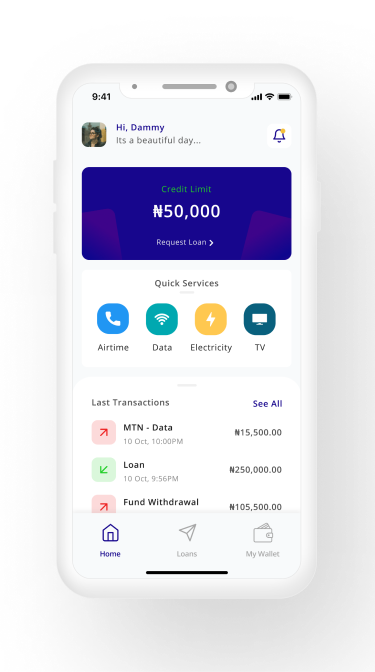 9:41
Hi, Dammy
Its a beautiful day...
Credit Limit
₦50,000
Request Loan
Quick Services
Airtime Data Electricity TV
Last Transactions See All
MTN - Data ₦15,500.00
10 Oct, 10:00PM
Loan ₦250,000.00
10 Oct, 9:56PM
Fund Withdrawal ₦105,500.00
Home Loans My Wallet